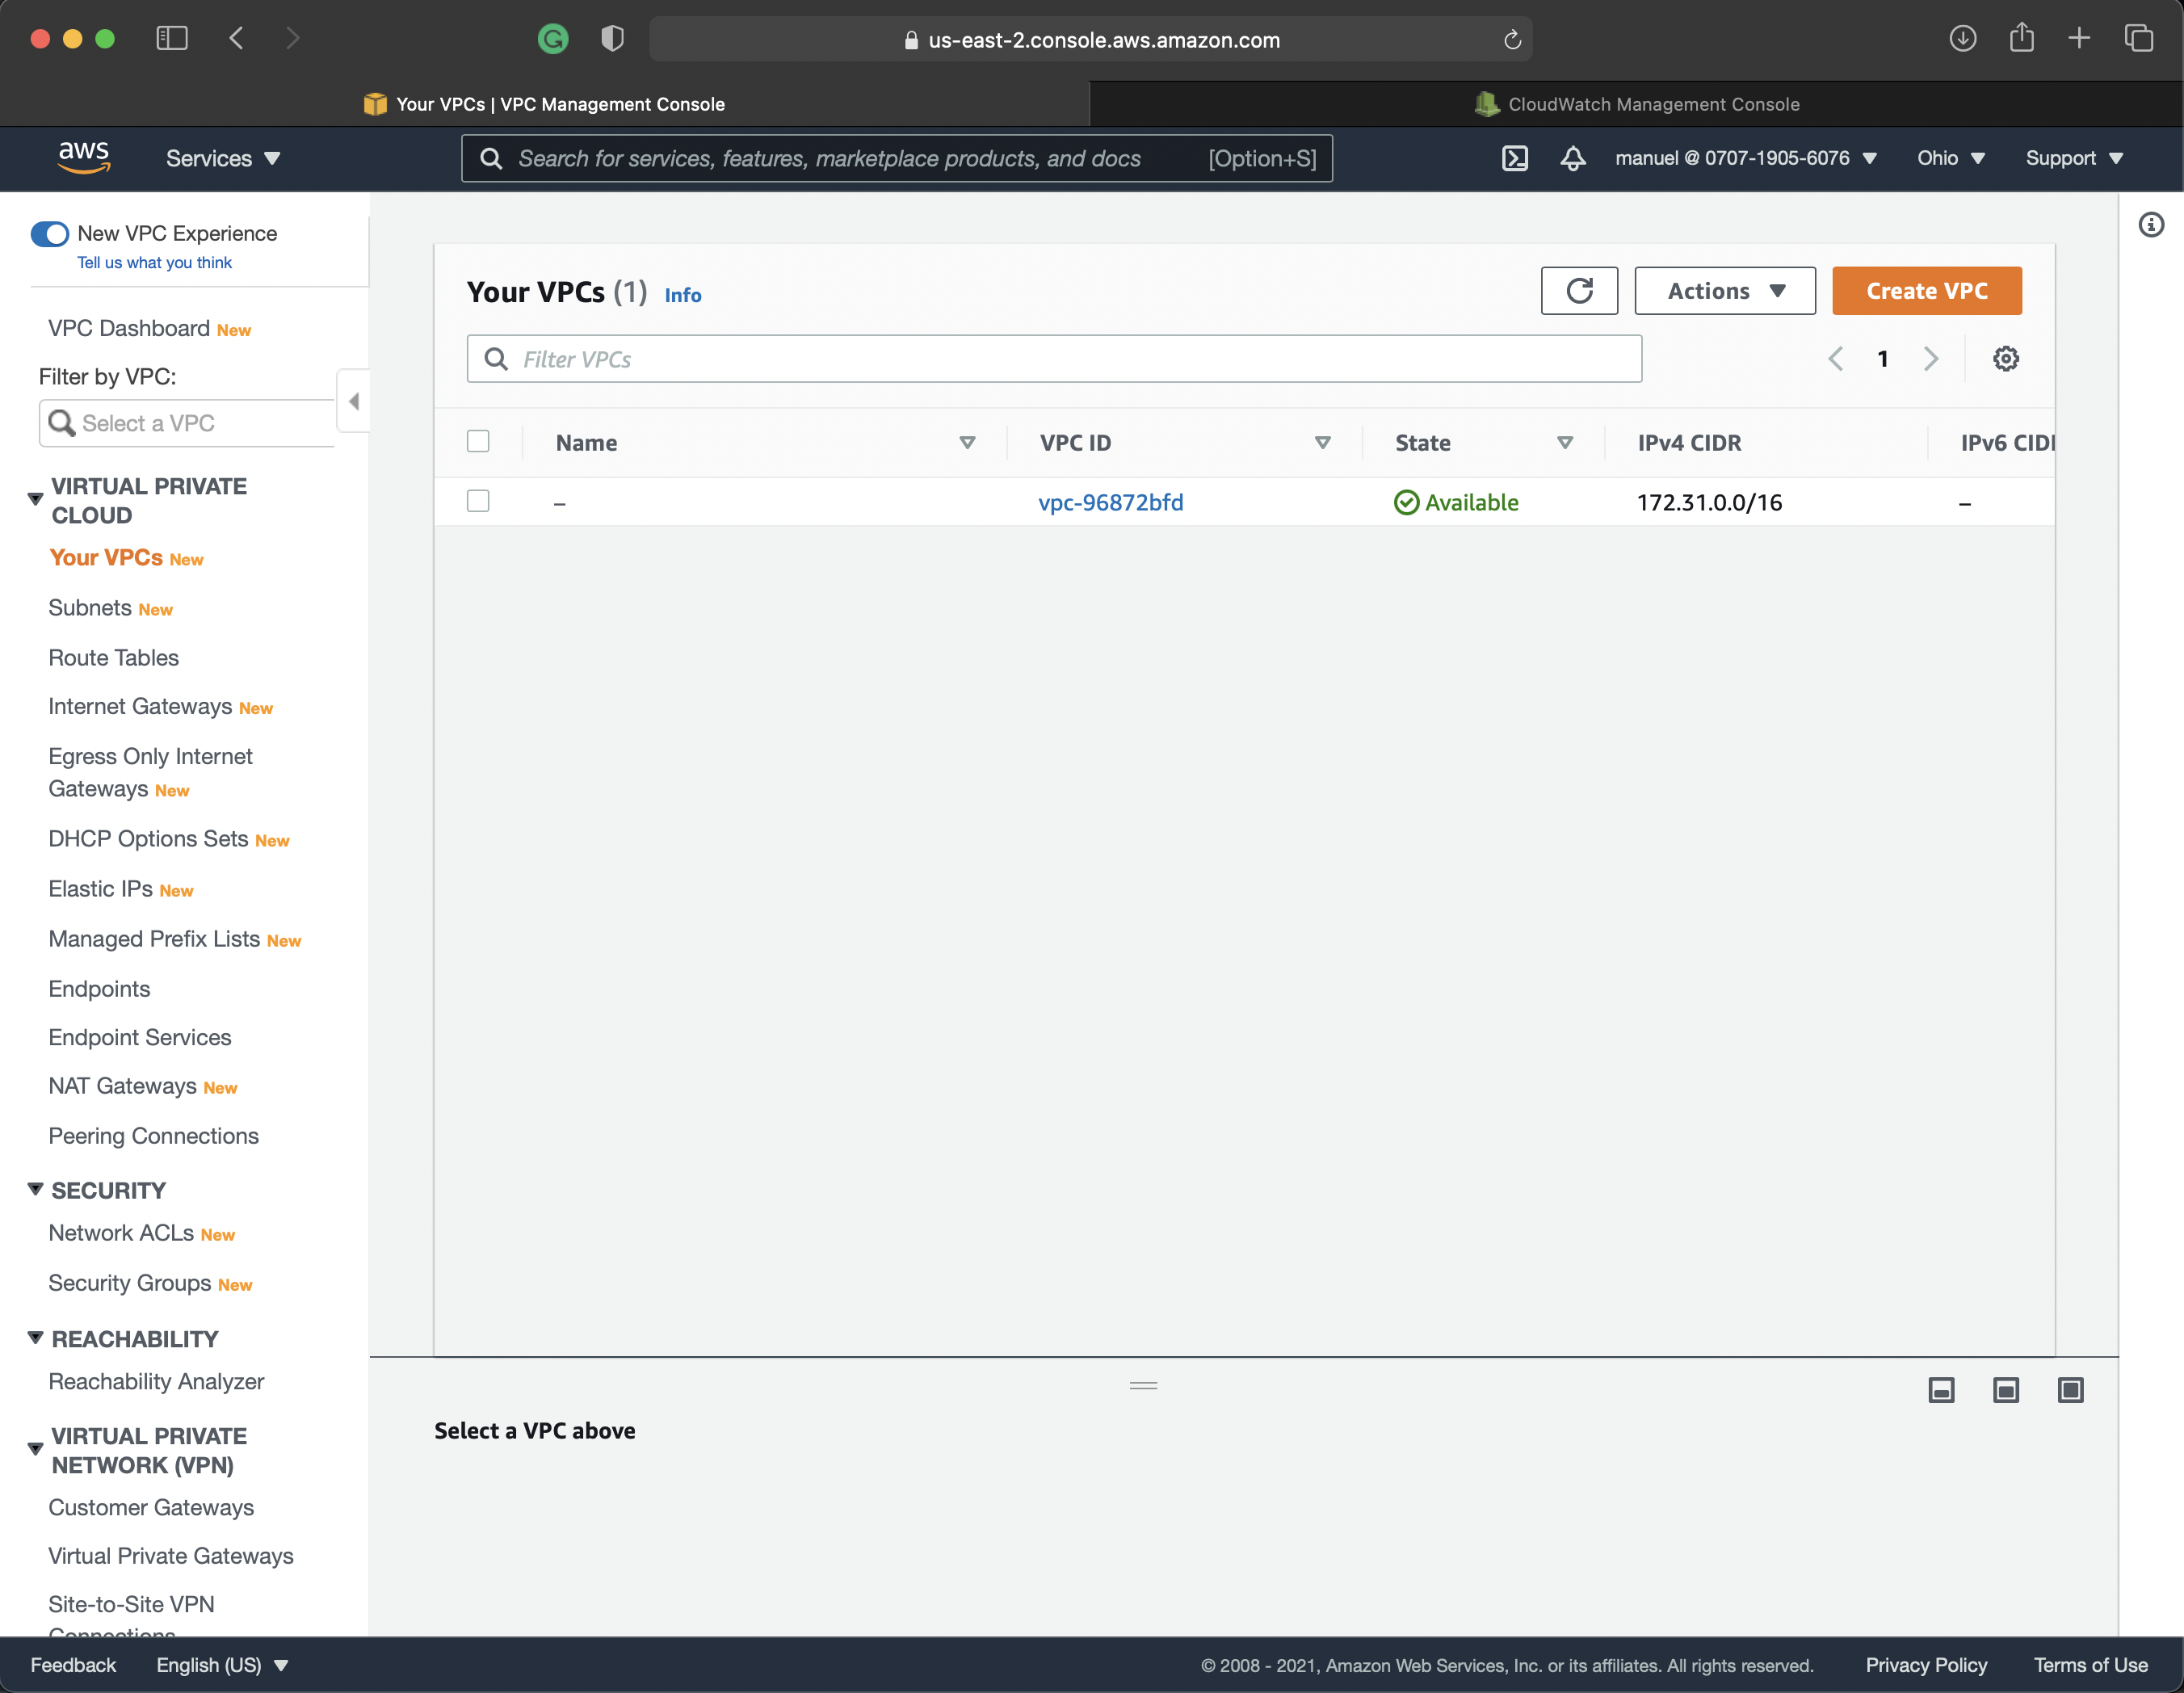 us-east-2.console.aws.amazon.com
Your VPCs | VPC Management Console
CloudWatch Management Console
aws
Services
Search for services, features, marketplace products, and docs [Option+S]
manuel @ 0707-1905-6076
Ohio
Support
New VPC Experience
Tell us what you think
VPC Dashboard New
Filter by VPC:
Select a VPC
VIRTUAL PRIVATE
CLOUD
Your VPCs New
Subnets New
Route Tables
Internet Gateways New
Egress Only Internet
Gateways New
DHCP Options Sets New
Elastic IPs New
Managed Prefix Lists New
Endpoints
Endpoint Services
NAT Gateways New
Peering Connections
SECURITY
Network ACLs New
Security Groups New
REACHABILITY
Reachability Analyzer
VIRTUAL PRIVATE
NETWORK (VPN)
Customer Gateways
Virtual Private Gateways
Site-to-Site VPN
Connections
Your VPCs (1) Info
Actions
Create VPC
Filter VPCs
1
Name VPC ID State IPv4 CIDR IPv6 CIDI
– vpc-96872bfd Available 172.31.0.0/16 –
Select a VPC above
Feedback English (US) © 2008 - 2021, Amazon Web Services, Inc. or its affiliates. All rights reserved. Privacy Policy Terms of Use